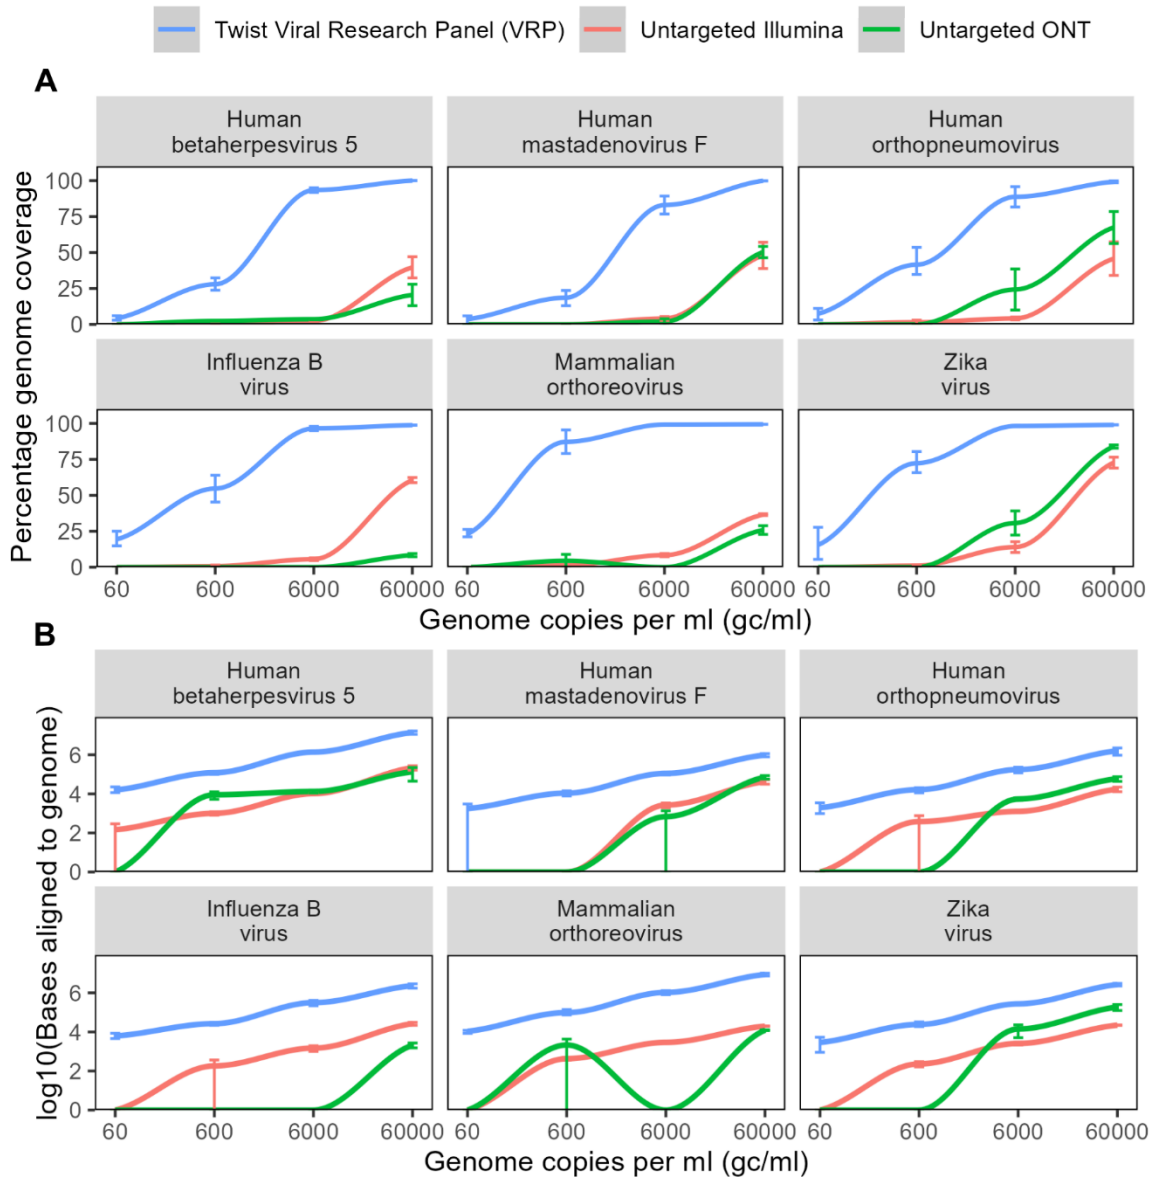 Twist Viral Research Panel (VRP) Untargeted Illumina Untargeted ONT
A
Human Human Human
betaherpesvirus 5 mastadenovirus F orthopneumovirus
100
75
50
25
0
Influenza B Mammalian Zika
virus orthoreovirus virus
100
75
50
25
0
Percentage genome coverage
60 600 6000 60000 60 600 6000 60000 60 600 6000 60000
Genome copies per ml (gc/ml)
B
Human Human Human
betaherpesvirus 5 mastadenovirus F orthopneumovirus
6
4
2
0
Influenza B Mammalian Zika
virus orthoreovirus virus
6
4
2
0
log10(Bases aligned to genome)
60 600 6000 60000 60 600 6000 60000 60 600 6000 60000
Genome copies per ml (gc/ml)